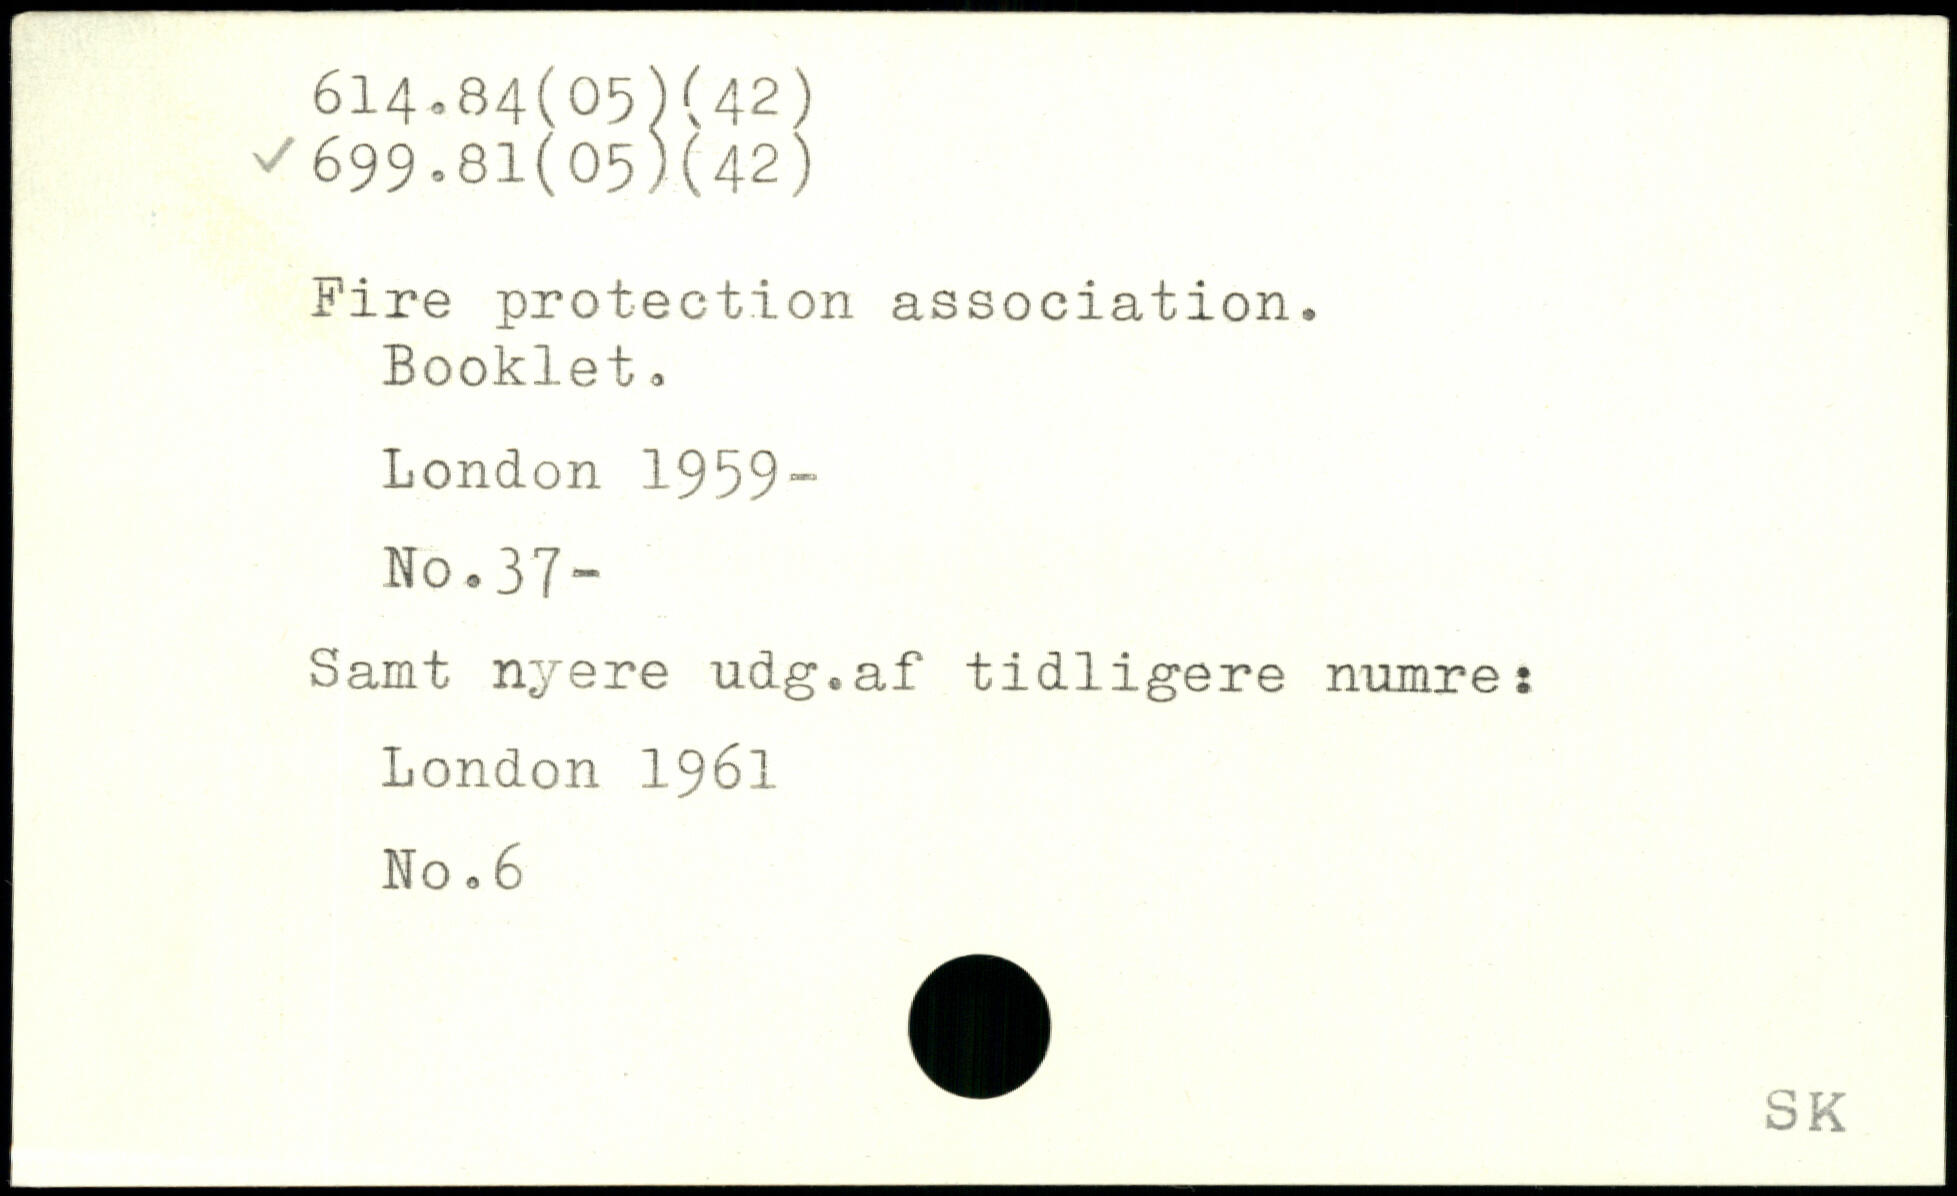 614.84(05)(42)
✓ 699.81(05)(42)
Fire protection association.
Booklet.
London 1959-
No.37-
Samt nyere udg.af tidligere numre:
London 1961
No.6
SK